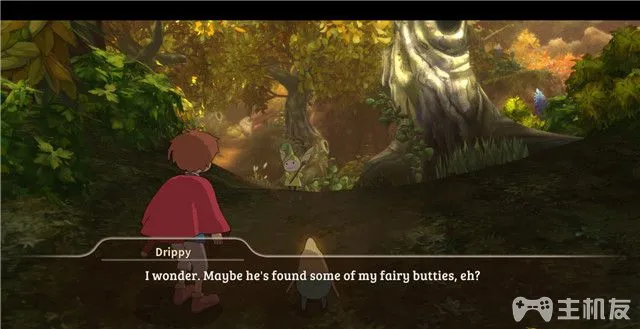 Drippy
I wonder. Maybe he's found some of my fairy butties, eh?
主机友